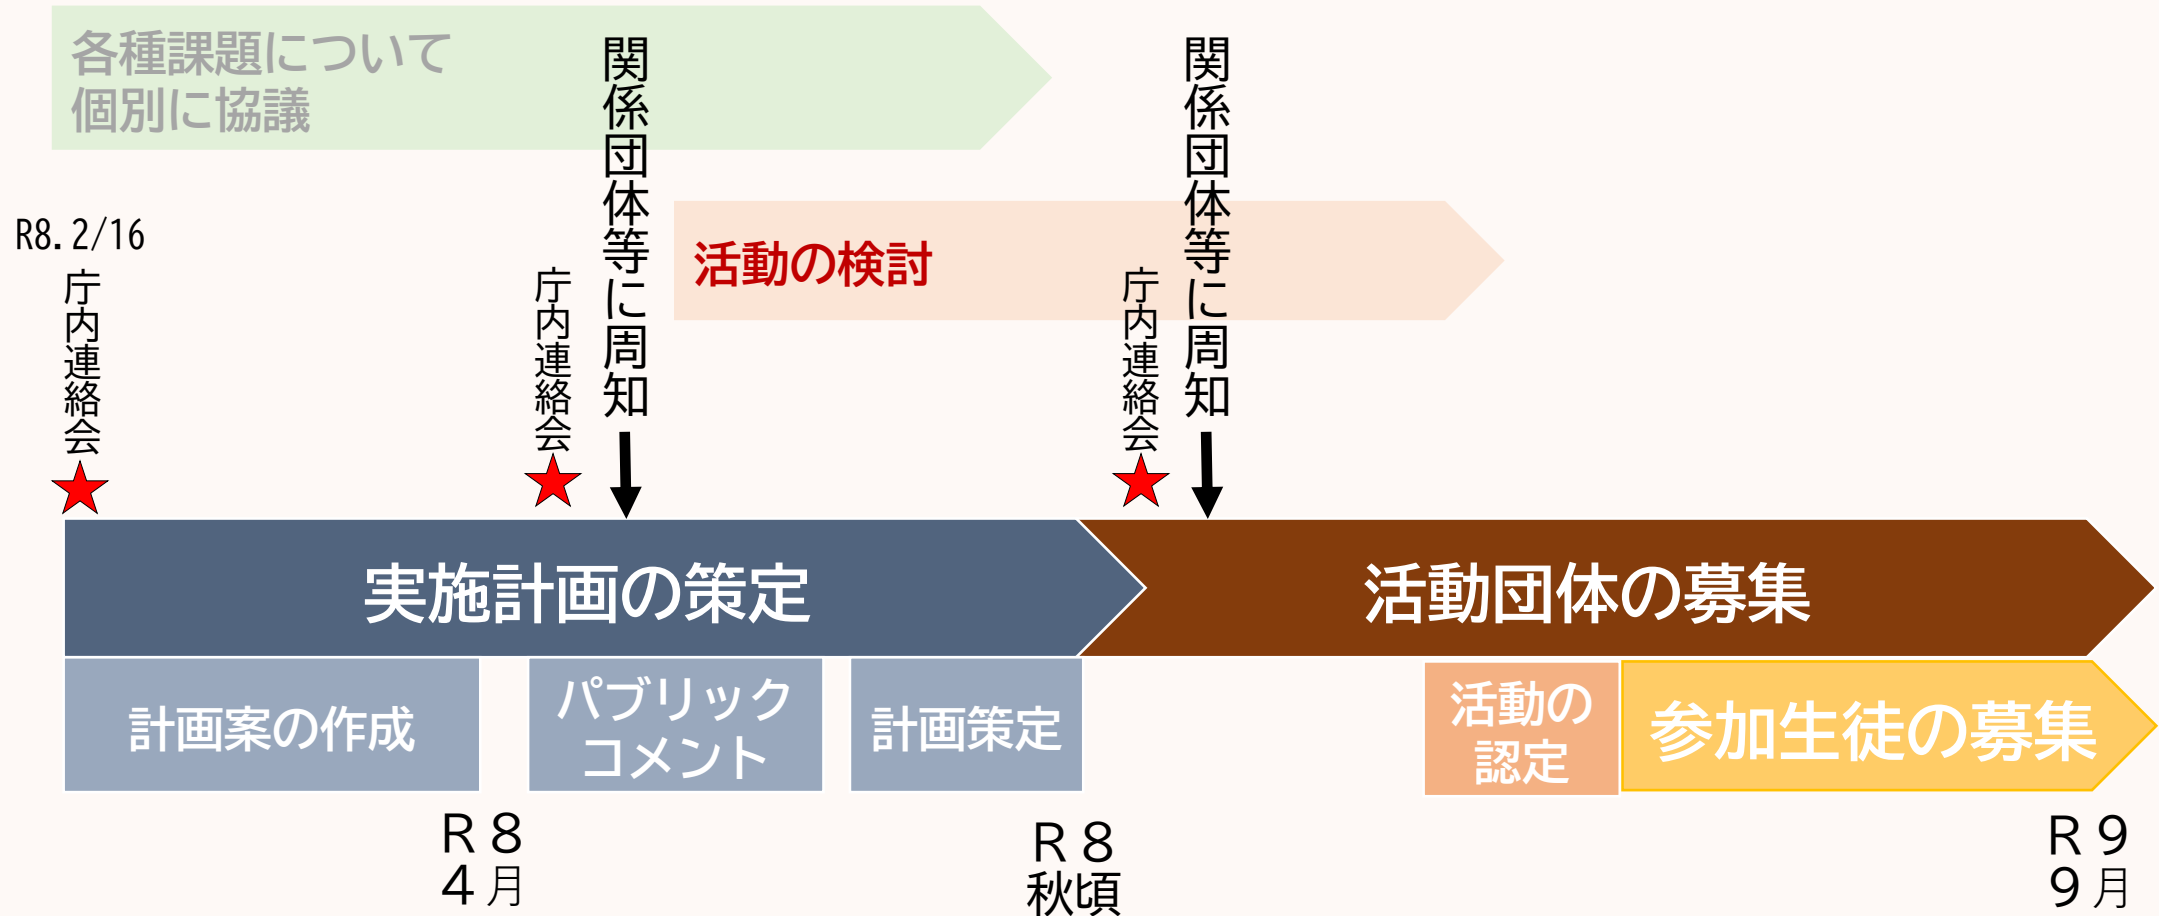 各種課題について
個別に協議
関係団体等に周知
関係団体等に周知
R8.2/16
活動の検討
庁内連絡会
庁内連絡会
庁内連絡会
実施計画の策定
活動団体の募集
計画案の作成
パブリック
コメント
計画策定
活動の
認定
参加生徒の募集
Ｒ８
４月
Ｒ８
秋頃
Ｒ９
９月